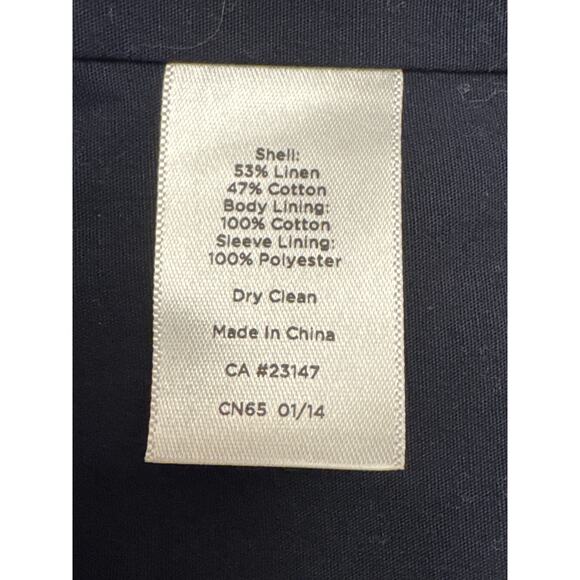 Shell:
53% Linen
47% Cotton
Body Lining:
100% Cotton
Sleeve Lining:
100% Polyester
Dry Clean
Made In China
CA #23147
CN65 01/14